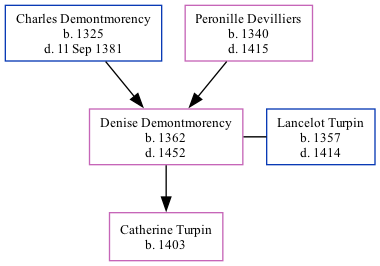 Charles Demontmorency
b. 1325
d. 11 Sep 1381
Peronille Devilliers
b. 1340
d. 1415
Denise Demontmorency
b. 1362
d. 1452
Lancelot Turpin
b. 1357
d. 1414
Catherine Turpin
b. 1403